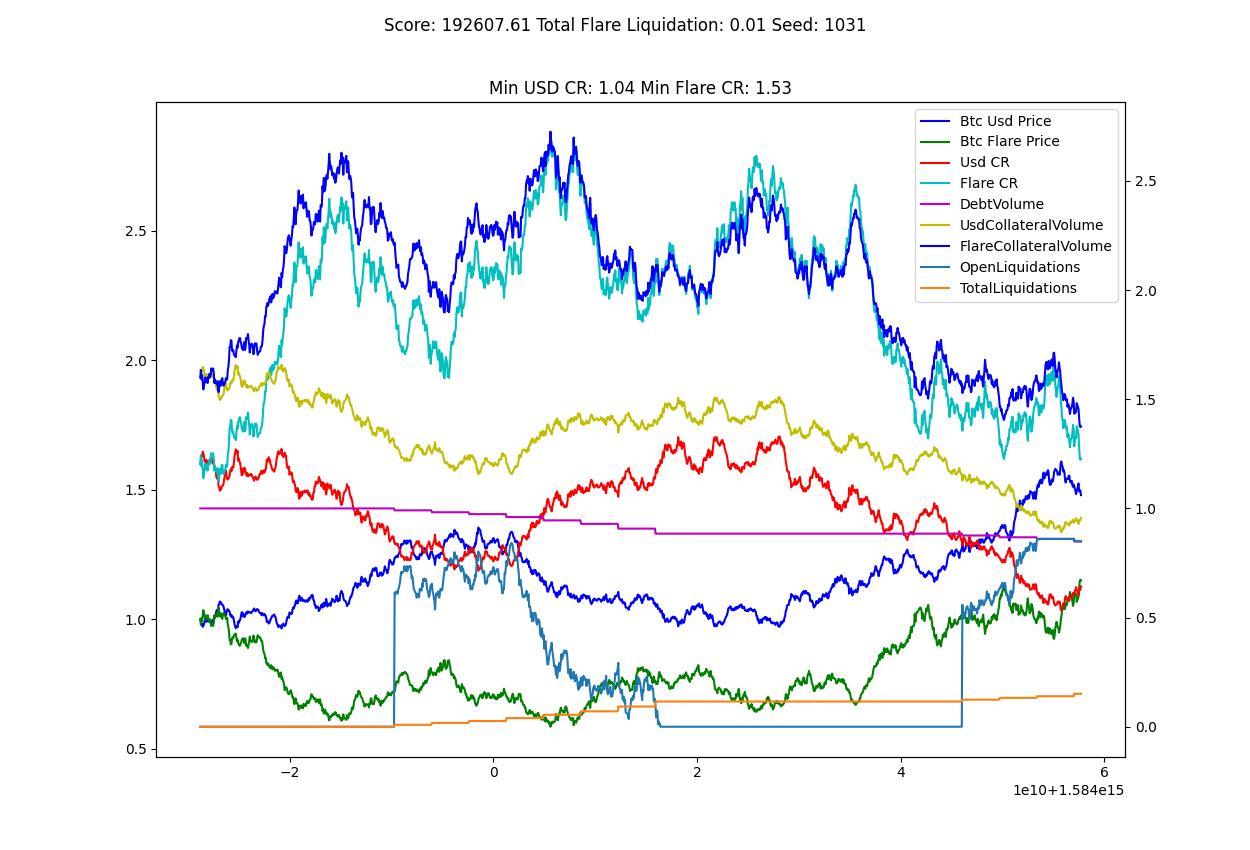 Score: 192607.61 Total Flare Liquidation: 0.01 Seed: 1031
Min USD CR: 1.04 Min Flare CR: 1.53
Btc Usd Price
Btc Flare Price
Usd CR
Flare CR
DebtVolume
UsdCollateralVolume
FlareCollateralVolume
OpenLiquidations
TotalLiquidations
2.5
2.0
1.5
1.0
0.5
2.5
2.0
1.5
1.0
0.5
0.0
−2 0 2 4 6
1e10+1.584e15